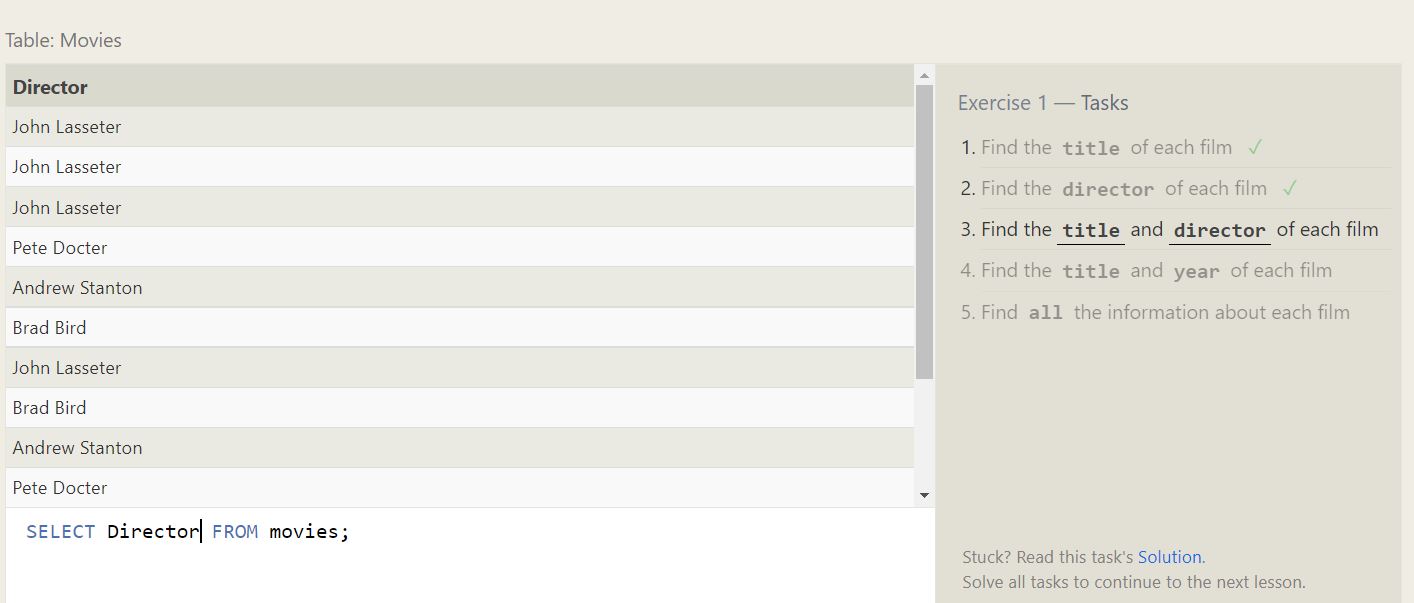 Table: Movies
Director
John Lasseter
John Lasseter
John Lasseter
Pete Docter
Andrew Stanton
Brad Bird
John Lasseter
Brad Bird
Andrew Stanton
Pete Docter
SELECT Director FROM movies;
Exercise 1 — Tasks
1. Find the title of each film ✓
2. Find the director of each film ✓
3. Find the title and director of each film
4. Find the title and year of each film
5. Find all the information about each film
Stuck? Read this task's Solution.
Solve all tasks to continue to the next lesson.